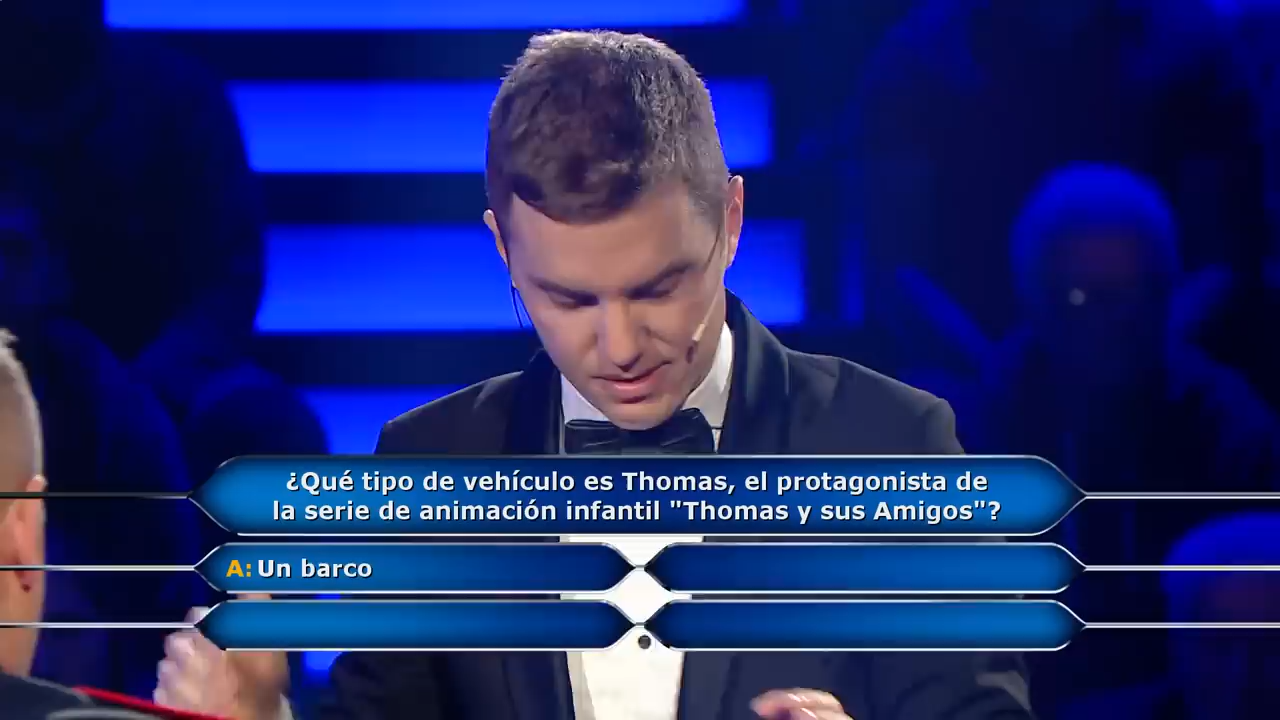 ¿Qué tipo de vehículo es Thomas, el protagonista de
la serie de animación infantil "Thomas y sus Amigos"?
A: Un barco